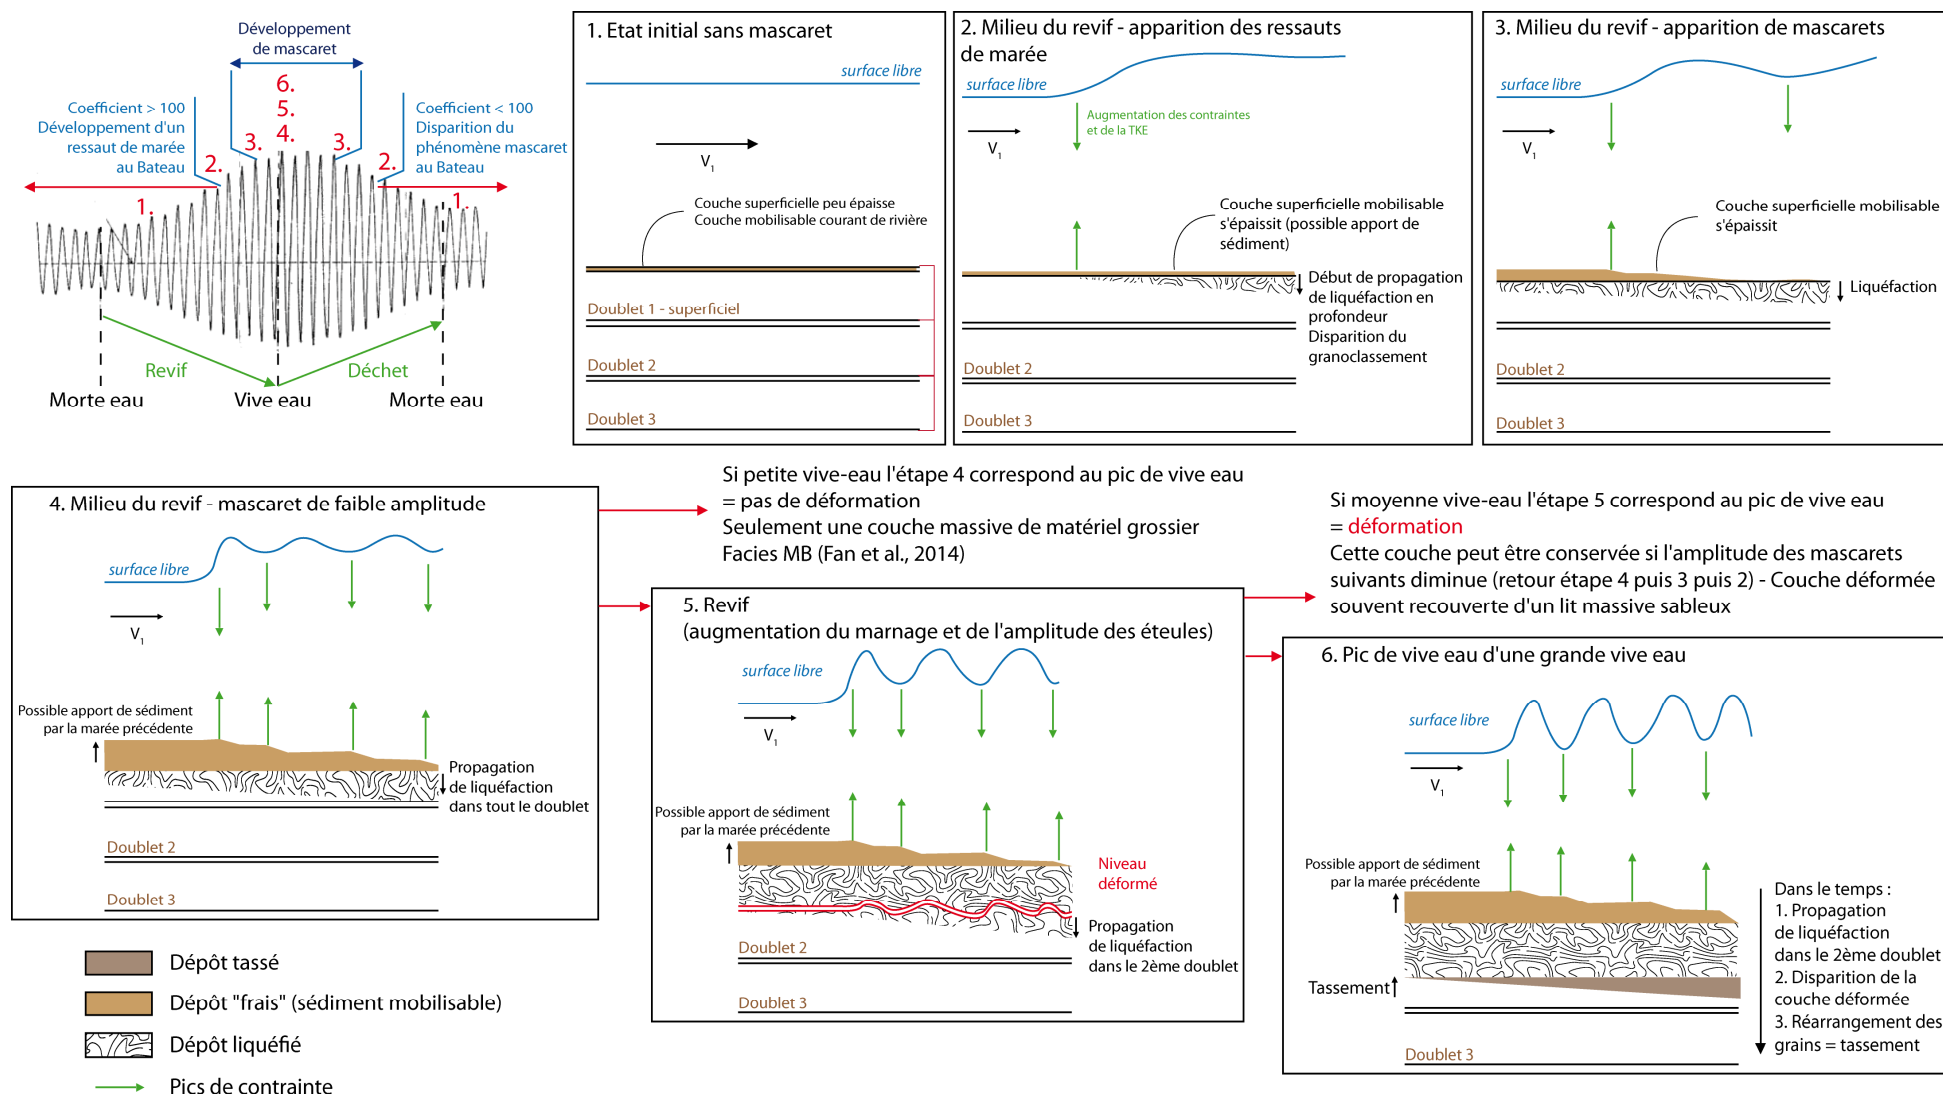 Développement
de mascaret
6.
5.
4.
Coefficient > 100
Développement d'un
ressaut de marée
au Bateau
Coefficient < 100
Disparition du
phénomène mascaret
au Bateau
3.
3.
2.
2.
1.
1.
Revif
Déchet
Morte eau
Vive eau
Morte eau
1. Etat initial sans mascaret
surface libre
V1
Couche superficielle peu épaisse
Couche mobilisable courant de rivière
Doublet 1 - superficiel
Doublet 2
Doublet 3
2. Milieu du revif - apparition des ressauts
de marée
surface libre
Augmentation des contraintes
et de la TKE
V1
Couche superficielle mobilisable
s'épaissit (possible apport de
sédiment)
Début de propagation
de liquéfaction en
profondeur
Disparition du
granoclassement
Doublet 2
Doublet 3
3. Milieu du revif - apparition de mascarets
surface libre
V1
Couche superficielle mobilisable
s'épaissit
Liquéfaction
Doublet 2
Doublet 3
4. Milieu du revif - mascaret de faible amplitude
surface libre
V1
Possible apport de sédiment
par la marée précédente
Propagation
de liquéfaction
dans tout le doublet
Doublet 2
Doublet 3
Si petite vive-eau l'étape 4 correspond au pic de vive eau
= pas de déformation
Seulement une couche massive de matériel grossier
Facies MB (Fan et al., 2014)
5. Revif
(augmentation du marnage et de l'amplitude des éteules)
surface libre
V1
Possible apport de sédiment
par la marée précédente
Niveau
déformé
Propagation
de liquéfaction
dans le 2ème doublet
Doublet 2
Doublet 3
Si moyenne vive-eau l'étape 5 correspond au pic de vive eau
= déformation
Cette couche peut être conservée si l'amplitude des mascarets
suivants diminue (retour étape 4 puis 3 puis 2) - Couche déformée
souvent recouverte d'un lit massive sableux
6. Pic de vive eau d'une grande vive eau
surface libre
V1
Possible apport de sédiment
par la marée précédente
Tassement
Doublet 3
Dans le temps :
1. Propagation
de liquéfaction
dans le 2ème doublet
2. Disparition de la
couche déformée
3. Réarrangement des
grains = tassement
Dépôt tassé
Dépôt "frais" (sédiment mobilisable)
Dépôt liquéfié
Pics de contrainte